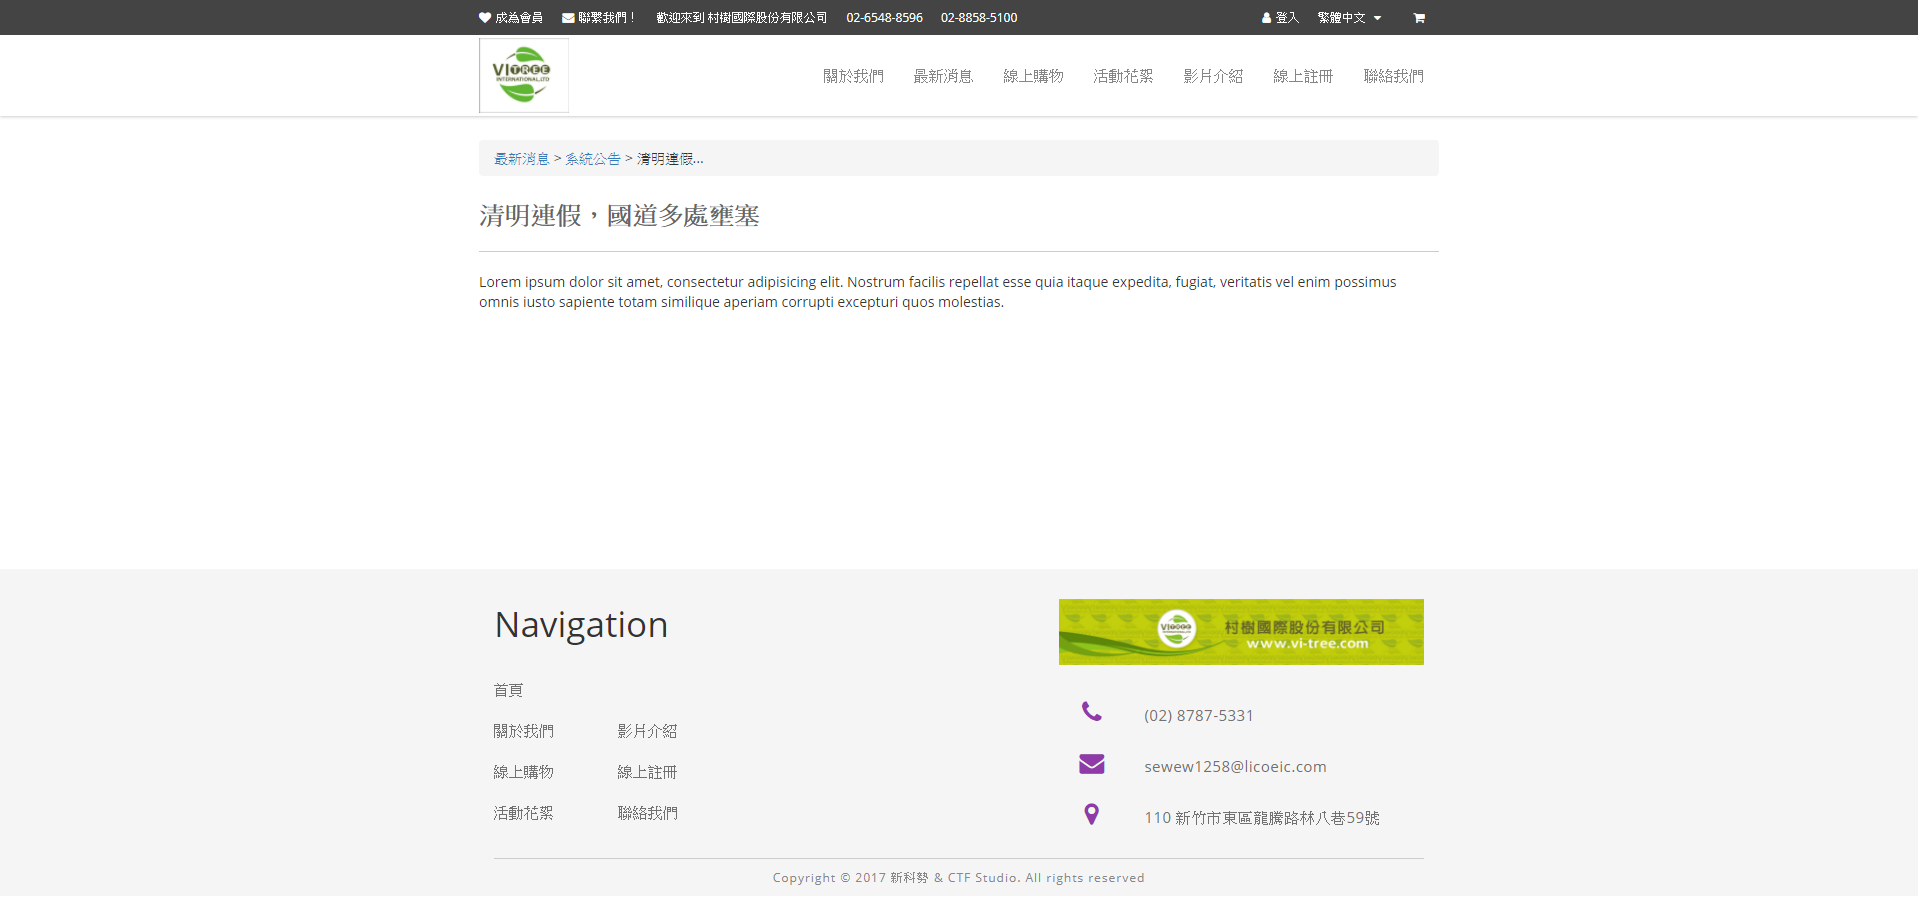 成為會員 聯繫我們！ 歡迎來到 村樹國際股份有限公司 02-6548-8596 02-8858-5100 登入 繁體中文
VITREE
INTERNATIONAL,LTD
關於我們 最新消息 線上購物 活動花絮 影片介紹 線上註冊 聯絡我們
最新消息 > 系統公告 > 清明連假...
清明連假，國道多處壅塞
Lorem ipsum dolor sit amet, consectetur adipisicing elit. Nostrum facilis repellat esse quia itaque expedita, fugiat, veritatis vel enim possimus
omnis iusto sapiente totam similique aperiam corrupti excepturi quos molestias.
Navigation
首頁
關於我們 影片介紹
線上購物 線上註冊
活動花絮 聯絡我們
VITREE
村樹國際股份有限公司
www.vi-tree.com
(02) 8787-5331
sewew1258@licoeic.com
110 新竹市東區龍騰路林八巷59號
Copyright © 2017 新科勢 & CTF Studio. All rights reserved